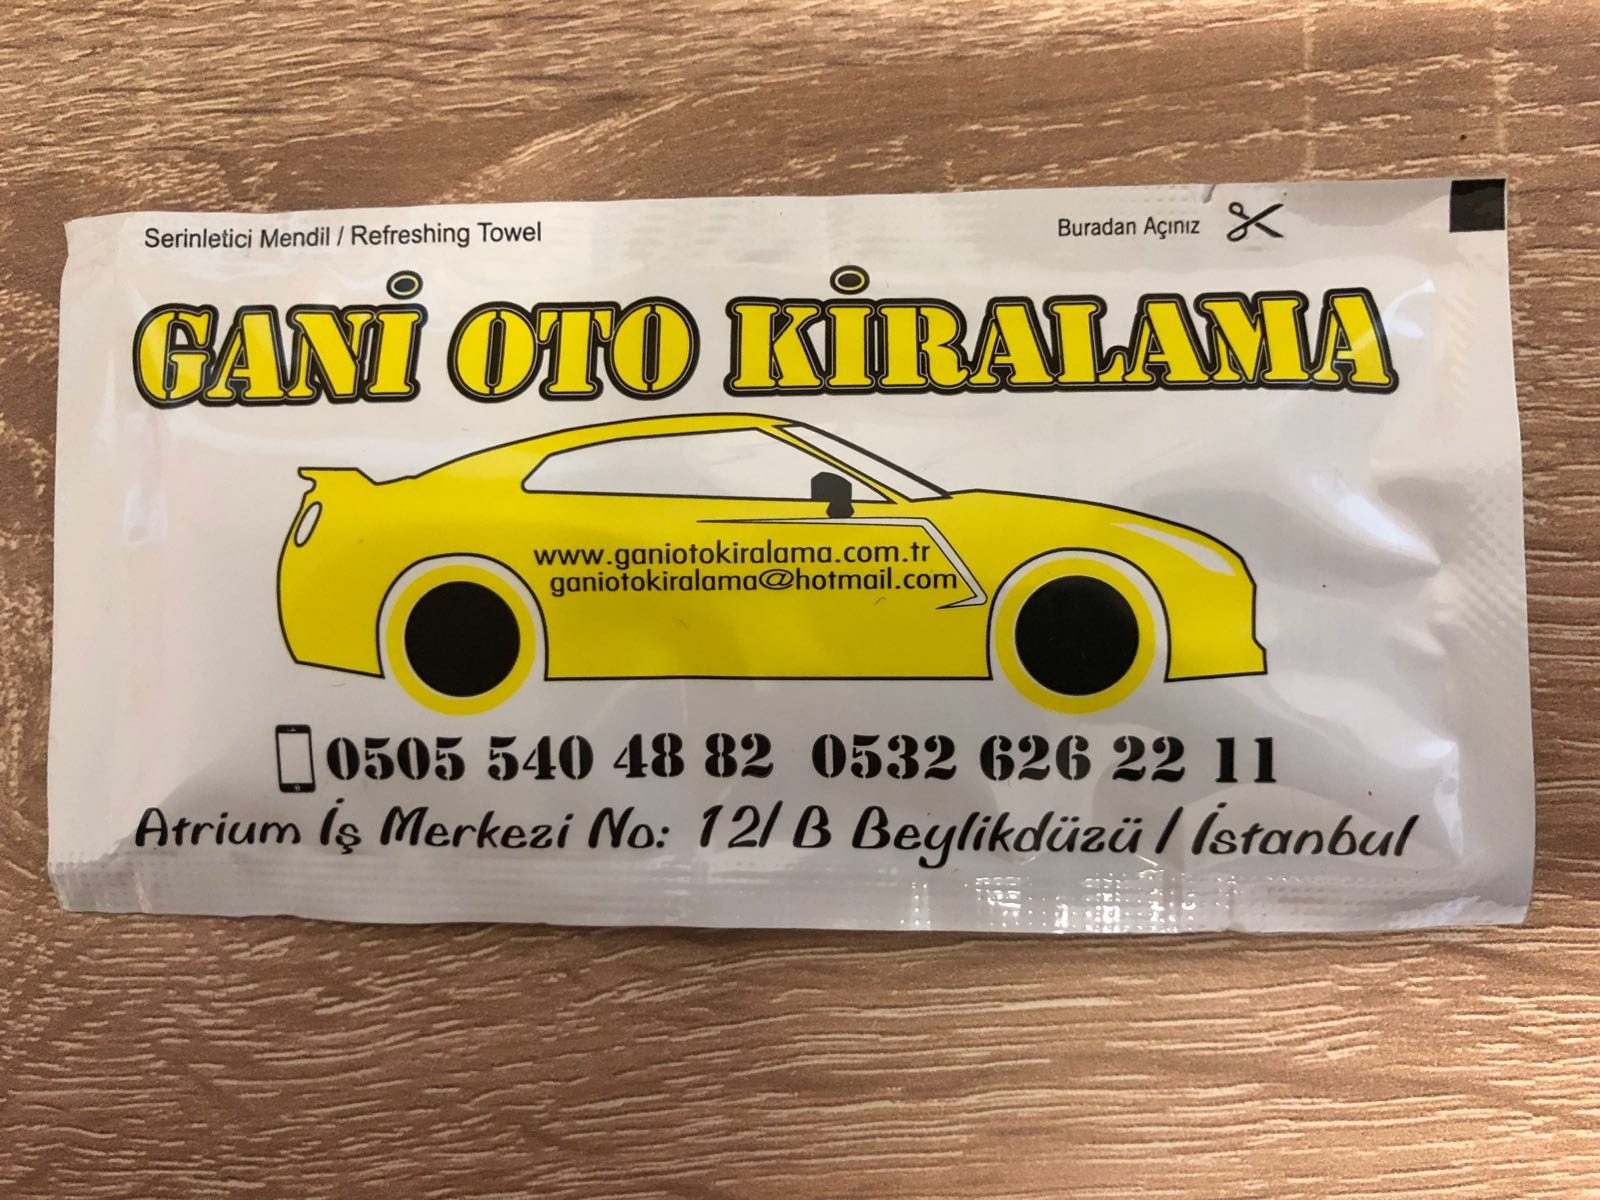 Serinletici Mendil / Refreshing Towel
Buradan Açınız
GANİ OTO KİRALAMA
www.ganiotokiralama.com.tr
ganiotokiralama@hotmail.com
0505 540 48 82 0532 626 22 11
Atrium İş Merkezi No: 12/ B Beylikdüzü / İstanbul